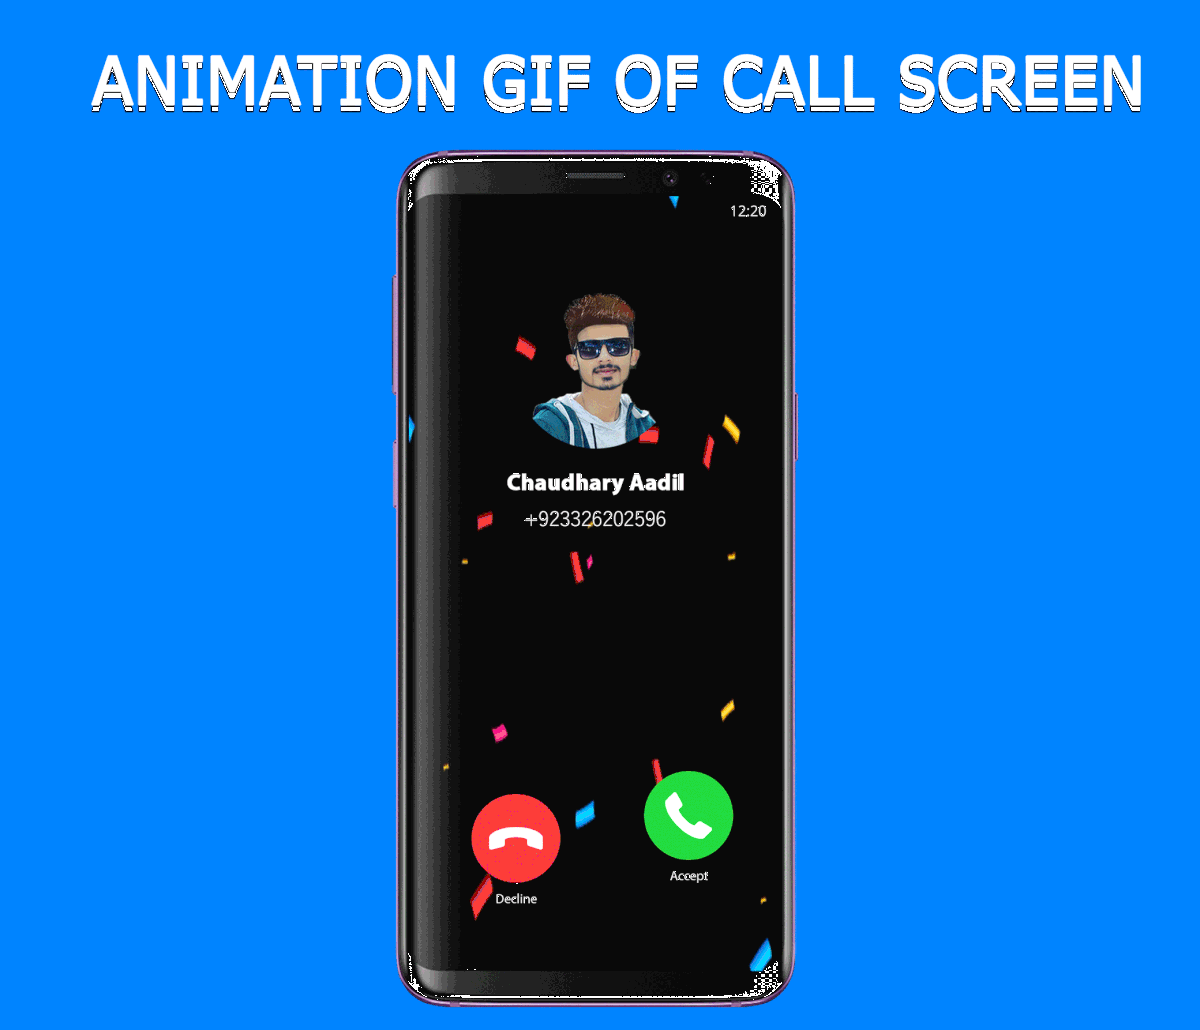 ANIMATION GIF OF CALL SCREEN
12:20
Chaudhary Aadil
+923326202596
Accept
Decline